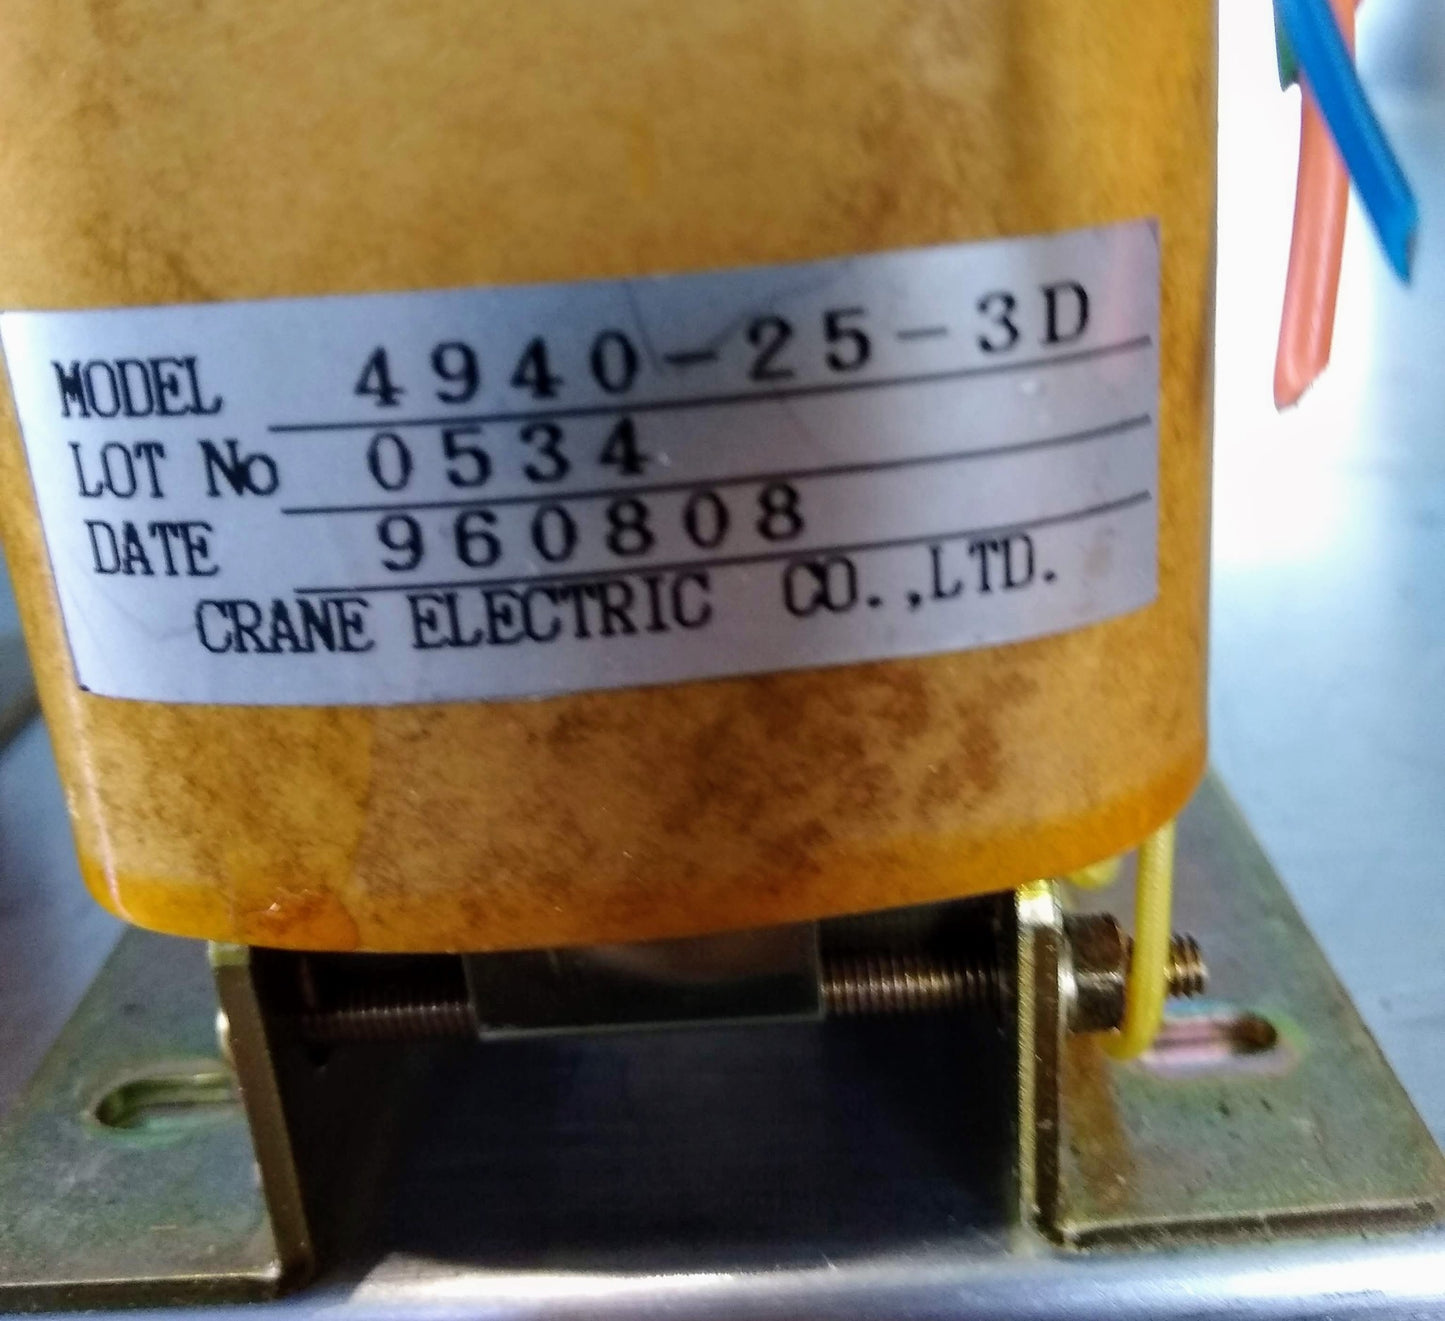 MODEL 4940-25-3D
LOT No 0534
DATE 960808
CRANE ELECTRIC CO.,LTD.